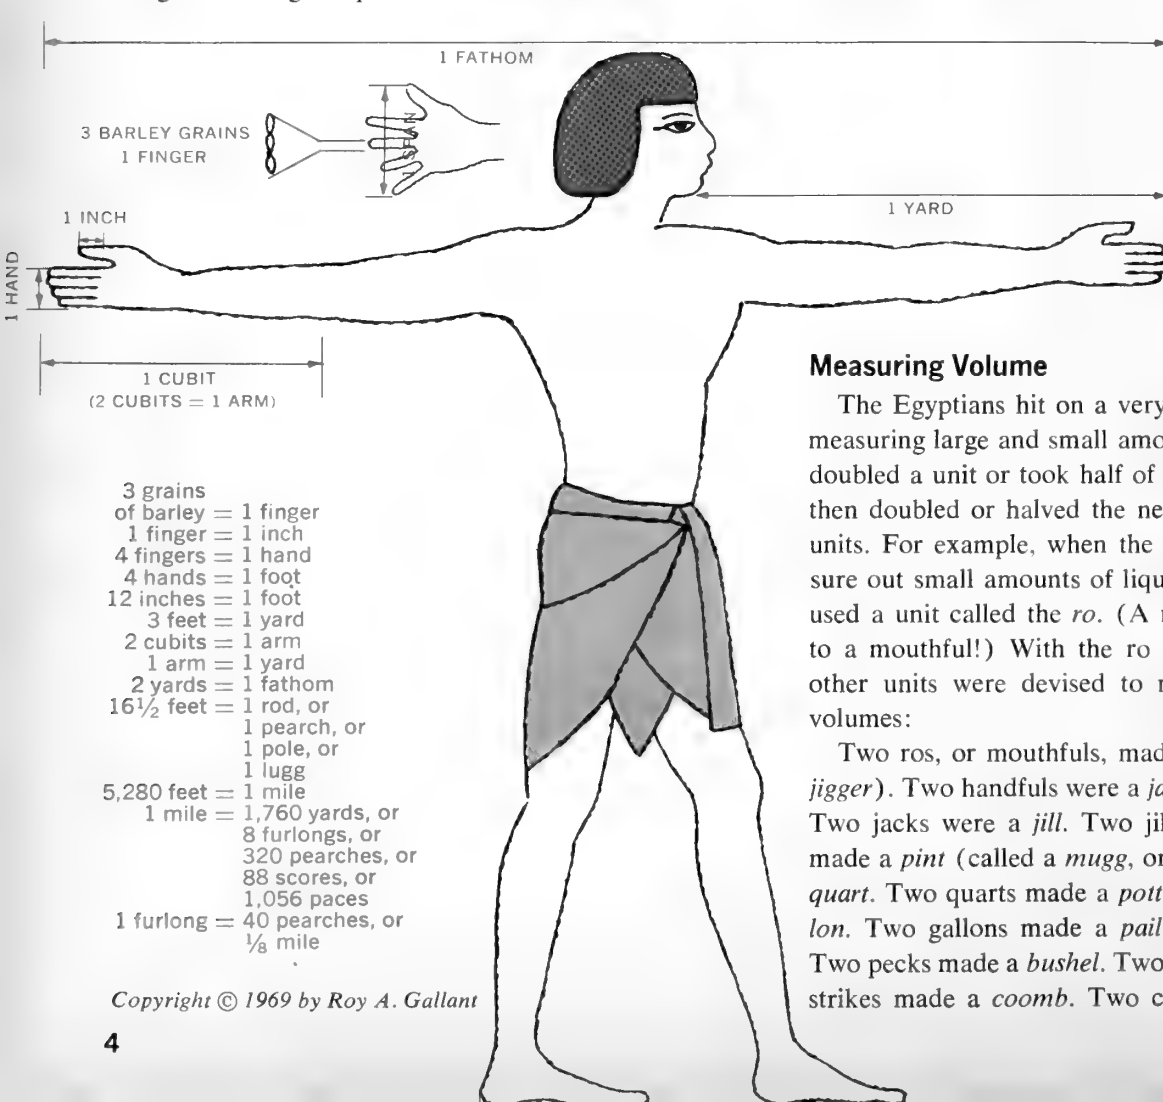 1 FATHOM
3 BARLEY GRAINS
1 FINGER
1 SPAN
1 INCH
1 HAND
1 YARD
1 CUBIT
(2 CUBITS = 1 ARM)
3 grains
of barley = 1 finger
1 finger = 1 inch
4 fingers = 1 hand
4 hands = 1 foot
12 inches = 1 foot
3 feet = 1 yard
2 cubits = 1 arm
1 arm = 1 yard
2 yards = 1 fathom
16½ feet = 1 rod, or
1 pearch, or
1 pole, or
1 lugg
5,280 feet = 1 mile
1 mile = 1,760 yards, or
8 furlongs, or
320 pearches, or
88 scores, or
1,056 paces
1 furlong = 40 pearches, or
⅛ mile
Copyright © 1969 by Roy A. Gallant
4
Measuring Volume
The Egyptians hit on a very
measuring large and small amo
doubled a unit or took half of
then doubled or halved the ne
units. For example, when the
sure out small amounts of liqu
used a unit called the ro. (A
to a mouthful!) With the ro
other units were devised to
volumes:
Two ros, or mouthfuls, mad
jigger). Two handfuls were a ja
Two jacks were a jill. Two jil
made a pint (called a mugg, or
quart. Two quarts made a pott
lon. Two gallons made a pail
Two pecks made a bushel. Two
strikes made a coomb. Two c